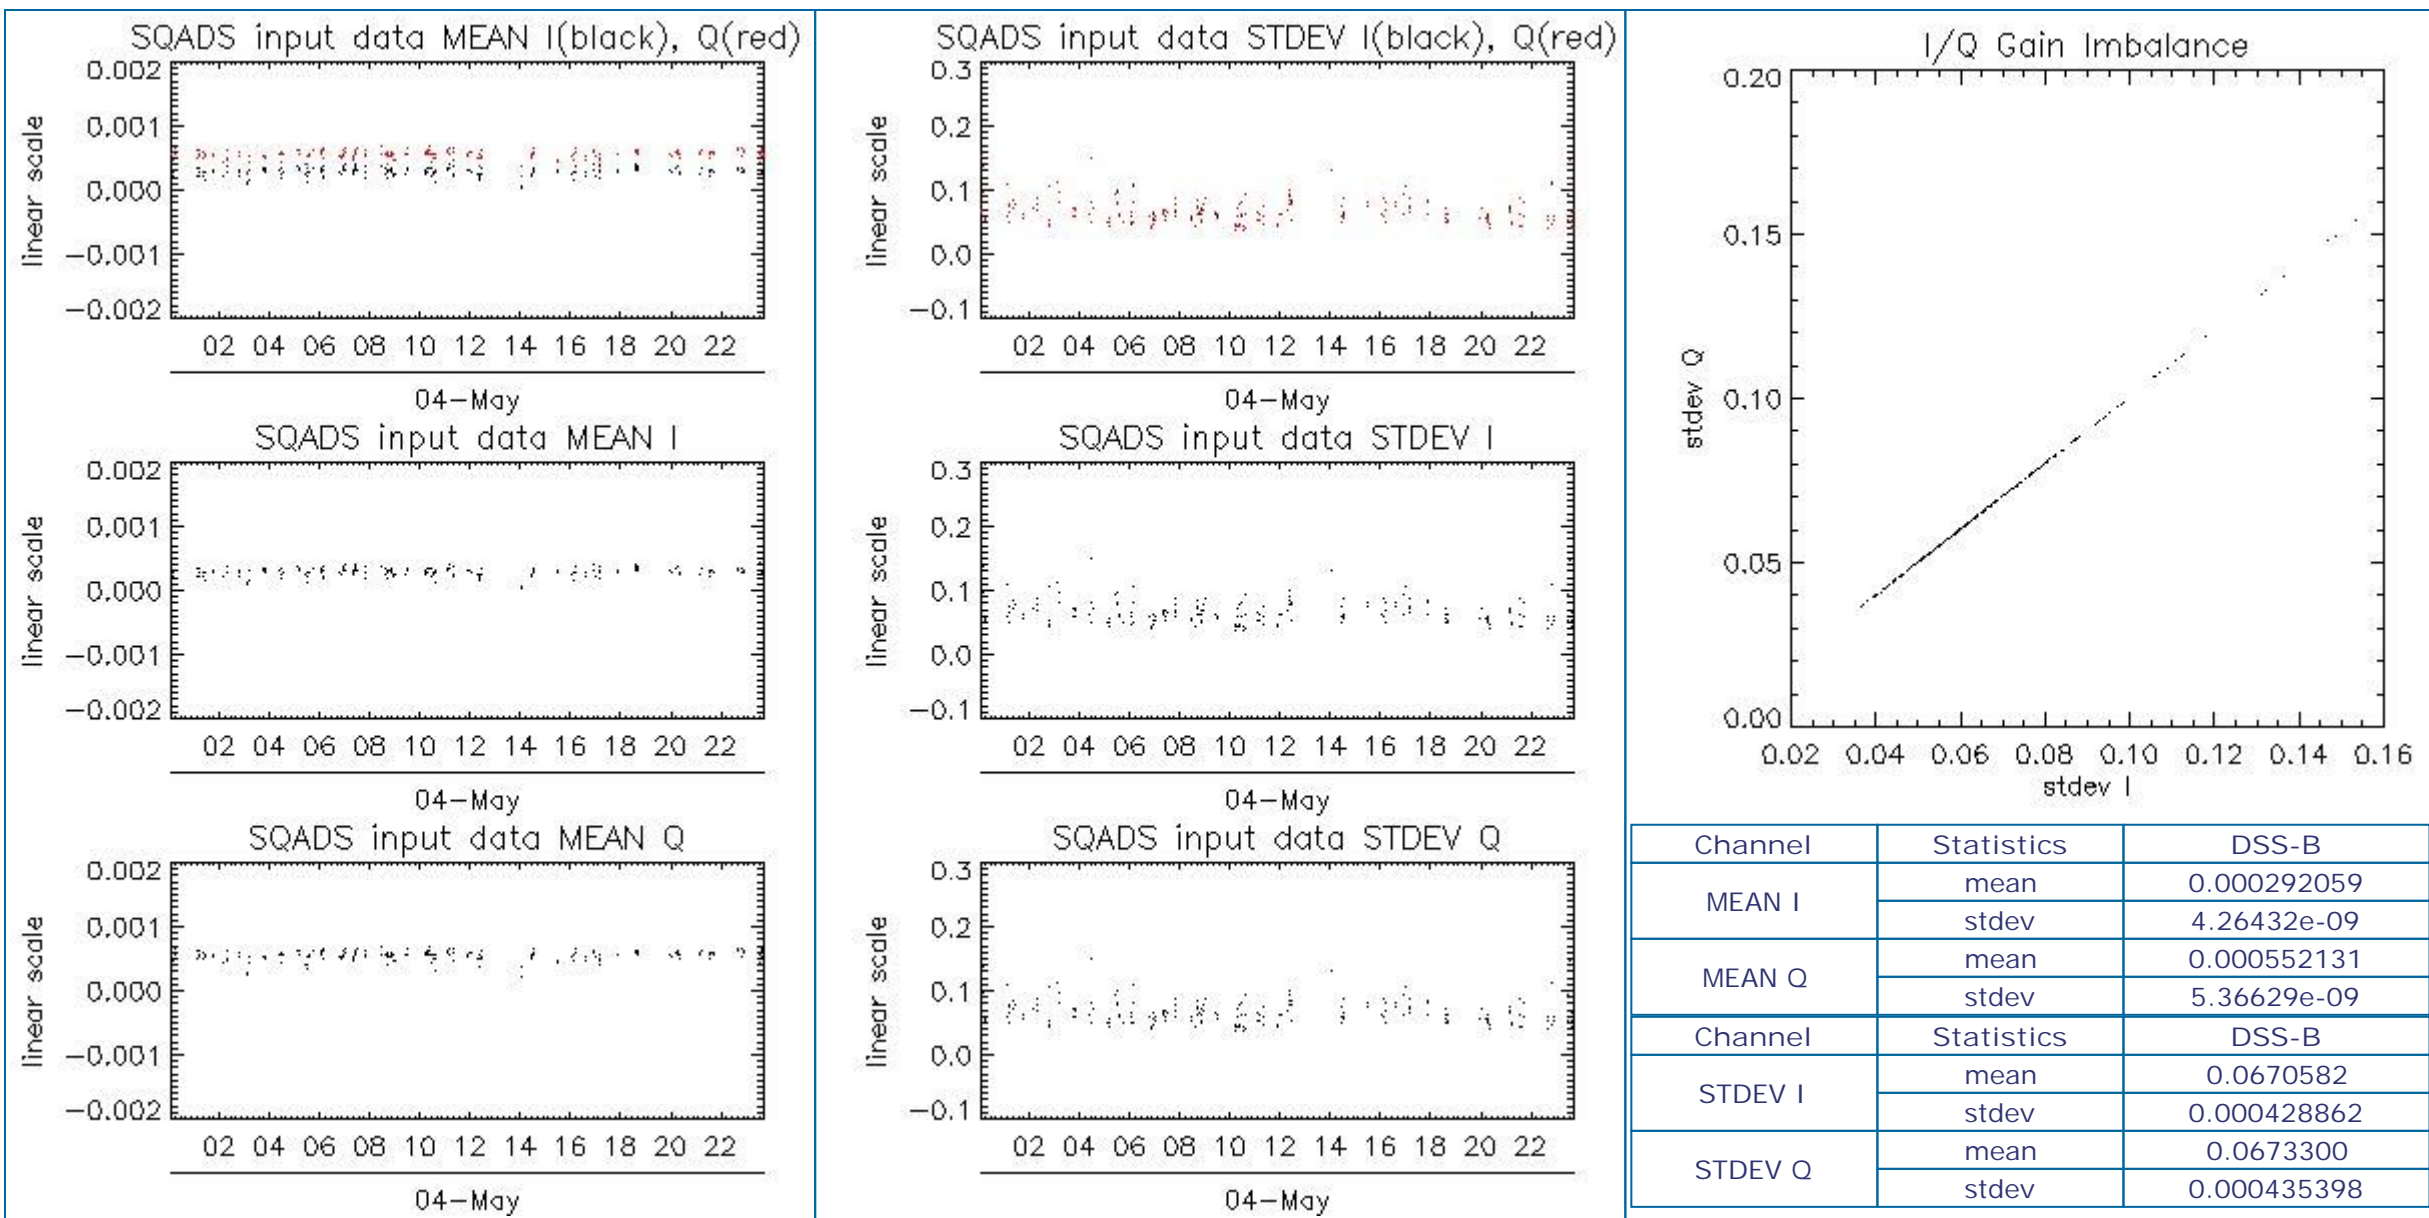 SQADS input data MEAN I(black), Q(red)
0.002
0.001
0.000
-0.001
-0.002
linear scale
02 04 06 08 10 12 14 16 18 20 22
04-May
SQADS input data MEAN I
0.002
0.001
0.000
-0.001
-0.002
linear scale
02 04 06 08 10 12 14 16 18 20 22
04-May
SQADS input data MEAN Q
0.002
0.001
0.000
-0.001
-0.002
linear scale
02 04 06 08 10 12 14 16 18 20 22
04-May
SQADS input data STDEV I(black), Q(red)
0.3
0.2
0.1
0.0
-0.1
linear scale
02 04 06 08 10 12 14 16 18 20 22
04-May
SQADS input data STDEV I
0.3
0.2
0.1
0.0
-0.1
linear scale
02 04 06 08 10 12 14 16 18 20 22
04-May
SQADS input data STDEV Q
0.3
0.2
0.1
0.0
-0.1
linear scale
02 04 06 08 10 12 14 16 18 20 22
04-May
I/Q Gain Imbalance
0.20
0.15
0.10
0.05
0.00
stdev Q
0.02 0.04 0.06 0.08 0.10 0.12 0.14 0.16
stdev I
Channel Statistics DSS-B
MEAN I mean 0.000292059
stdev 4.26432e-09
MEAN Q mean 0.000552131
stdev 5.36629e-09
Channel Statistics DSS-B
STDEV I mean 0.0670582
stdev 0.000428862
STDEV Q mean 0.0673300
stdev 0.000435398